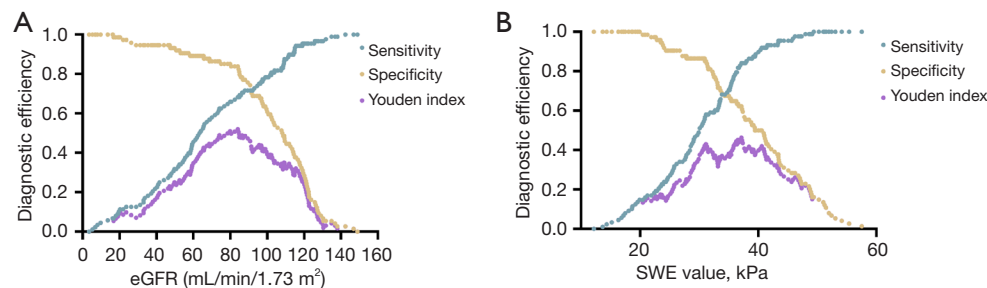 A
Diagnostic efficiency
1.0
0.8
0.6
0.4
0.2
0.0
0 20 40 60 80 100 120 140 160
eGFR (mL/min/1.73 m²)
Sensitivity
Specificity
Youden index
B
Diagnostic efficiency
1.0
0.8
0.6
0.4
0.2
0.0
20 40 60
SWE value, kPa
Sensitivity
Specificity
Youden index